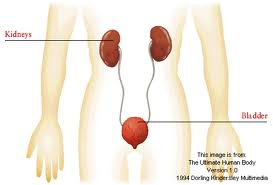 Kidneys
Bladder
This image is from:
The Ultimate Human Body
Version 1.0
1994 Dorling Kindersley Multimedia